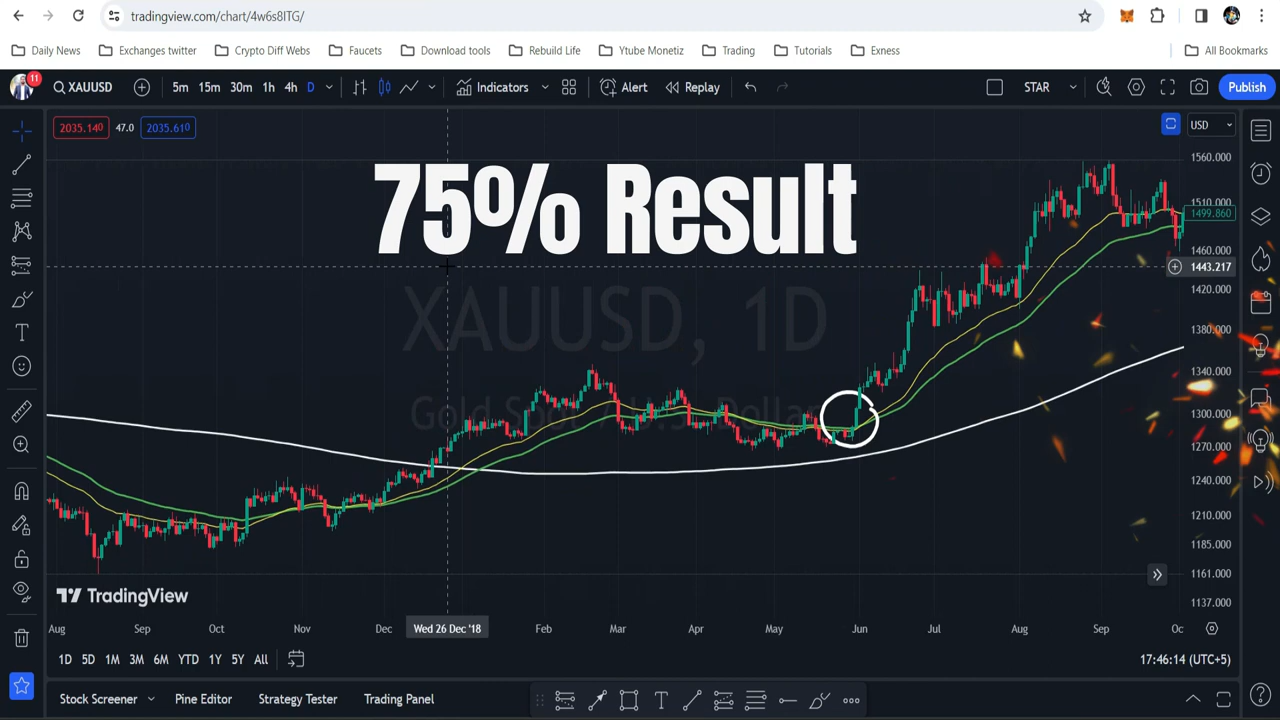 tradingview.com/chart/4w6s8ITG/
Daily News
Exchanges twitter
Crypto Diff Webs
Faucets
Download tools
Rebuild Life
Ytube Monetiz
Trading
Tutorials
Exness
All Bookmarks
11
XAUUSD
5m
15m
30m
1h
4h
D
Indicators
Alert
Replay
STAR
Publish
2035.140
47.0
2035.610
USD
75% Result
XAUUSD, 1D
Gold Spot / U.S. Dollar
1560.000
1510.000
1499.860
1460.000
1443.217
1420.000
1380.000
1340.000
1300.000
1270.000
1240.000
1210.000
1185.000
1161.000
1137.000
TradingView
Aug
Sep
Oct
Nov
Dec
Wed 26 Dec '18
Feb
Mar
Apr
May
Jun
Jul
Aug
Sep
Oc
1D
5D
1M
3M
6M
YTD
1Y
5Y
All
17:46:14 (UTC+5)
Stock Screener
Pine Editor
Strategy Tester
Trading Panel